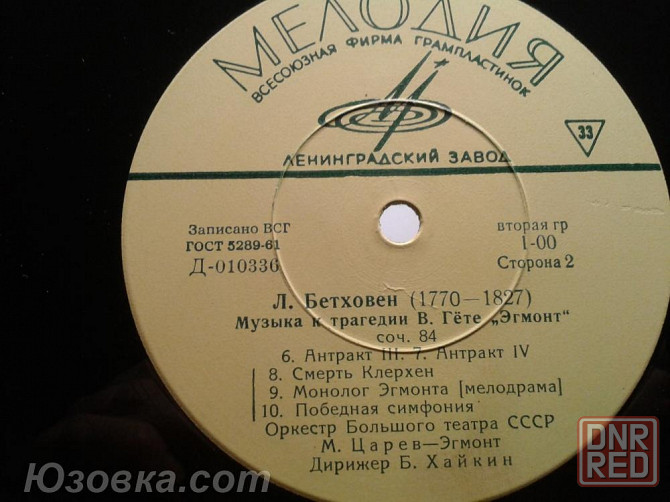 МЕЛОДИЯ
ВСЕСОЮЗНАЯ ФИРМА ГРАМПЛАСТИНОК
33
ЛЕНИНГРАДСКИЙ ЗАВОД
Записано ВСГ
ГОСТ 5289-61
Д-010336
вторая гр
1-00
Сторона 2
Л. Бетховен (1770—1827)
Музыка к трагедии В. Гёте „Эгмонт“
соч. 84
6. Антракт III. 7. Антракт IV
8. Смерть Клерхен
9. Монолог Эгмонта [мелодрама]
10. Победная симфония
Оркестр Большого театра СССР
М. Царев—Эгмонт
Дирижер Б. Хайкин
Юзовка.com
DNR
RED